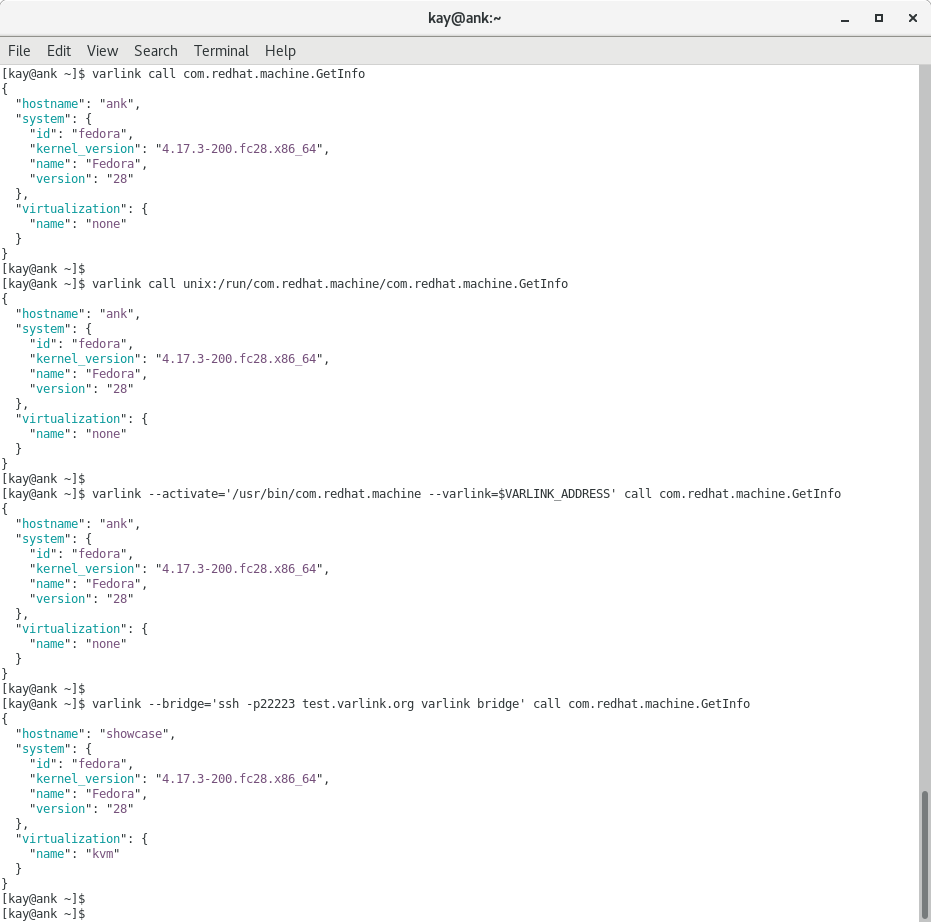 kay@ank:~
File Edit View Search Terminal Help
[kay@ank ~]$ varlink call com.redhat.machine.GetInfo
{
  "hostname": "ank",
  "system": {
    "id": "fedora",
    "kernel_version": "4.17.3-200.fc28.x86_64",
    "name": "Fedora",
    "version": "28"
  },
  "virtualization": {
    "name": "none"
  }
}
[kay@ank ~]$
[kay@ank ~]$ varlink call unix:/run/com.redhat.machine/com.redhat.machine.GetInfo
{
  "hostname": "ank",
  "system": {
    "id": "fedora",
    "kernel_version": "4.17.3-200.fc28.x86_64",
    "name": "Fedora",
    "version": "28"
  },
  "virtualization": {
    "name": "none"
  }
}
[kay@ank ~]$
[kay@ank ~]$ varlink --activate='/usr/bin/com.redhat.machine --varlink=$VARLINK_ADDRESS' call com.redhat.machine.GetInfo
{
  "hostname": "ank",
  "system": {
    "id": "fedora",
    "kernel_version": "4.17.3-200.fc28.x86_64",
    "name": "Fedora",
    "version": "28"
  },
  "virtualization": {
    "name": "none"
  }
}
[kay@ank ~]$
[kay@ank ~]$ varlink --bridge='ssh -p22223 test.varlink.org varlink bridge' call com.redhat.machine.GetInfo
{
  "hostname": "showcase",
  "system": {
    "id": "fedora",
    "kernel_version": "4.17.3-200.fc28.x86_64",
    "name": "Fedora",
    "version": "28"
  },
  "virtualization": {
    "name": "kvm"
  }
}
[kay@ank ~]$
[kay@ank ~]$